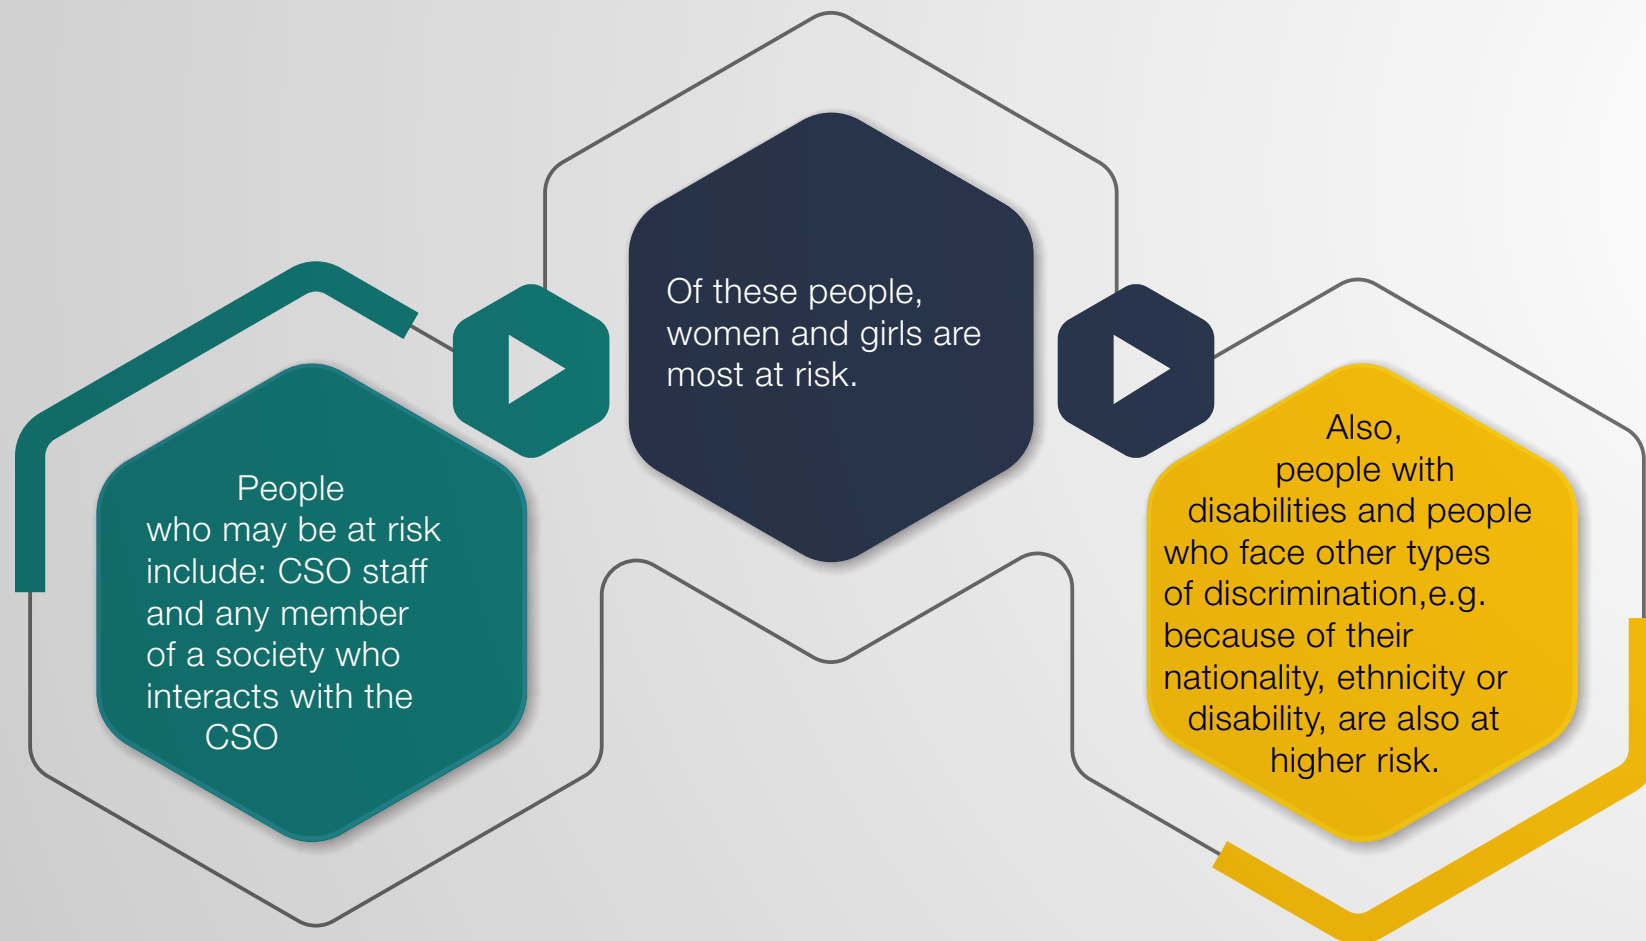 People
who may be at risk
include: CSO staff
and any member
of a society who
interacts with the
CSO
Of these people,
women and girls are
most at risk.
Also,
people with
disabilities and people
who face other types
of discrimination,e.g.
because of their
nationality, ethnicity or
disability, are also at
higher risk.